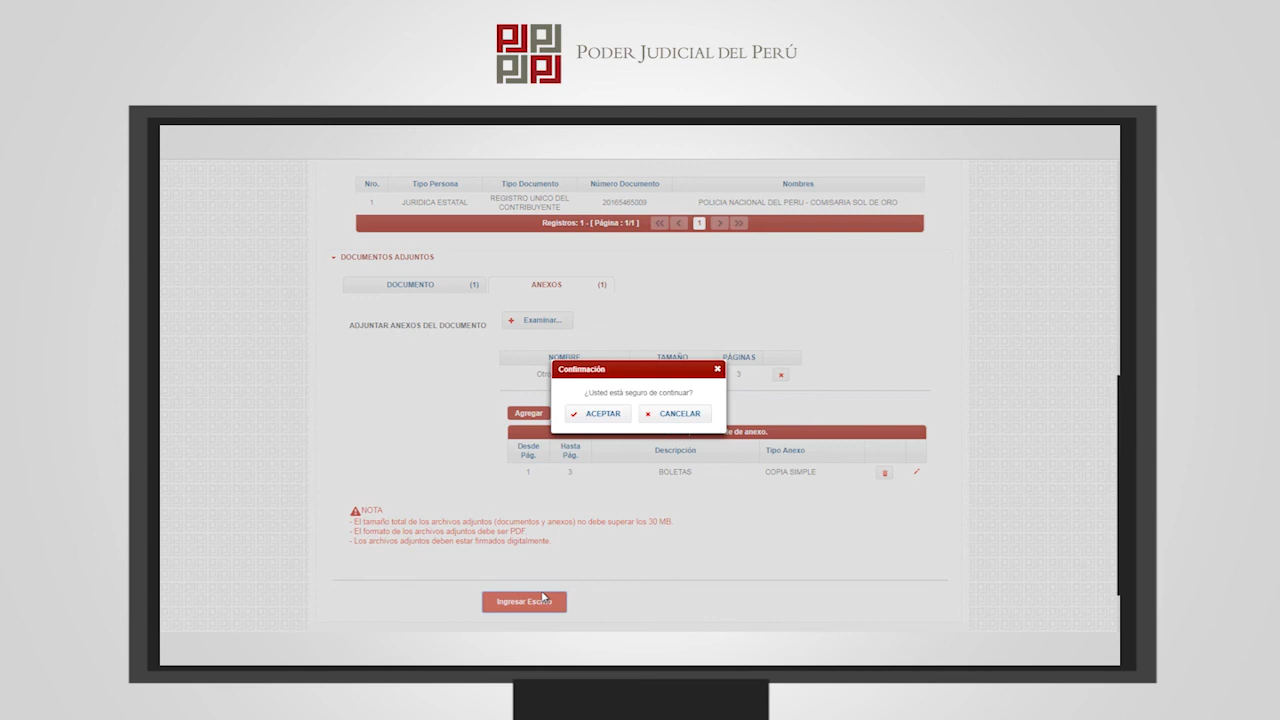 PODER JUDICIAL DEL PERÚ
Nro. Tipo Persona Tipo Documento Número Documento Nombres
1 JURIDICA ESTATAL REGISTRO UNICO DEL CONTRIBUYENTE 20165465009 POLICIA NACIONAL DEL PERU - COMISARIA SOL DE ORO
Registros: 1 - [ Página : 1/1 ] 1
DOCUMENTOS ADJUNTOS
DOCUMENTO (1) ANEXOS (1)
ADJUNTAR ANEXOS DEL DOCUMENTO Examinar...
NOMBRE TAMAÑO PÁGINAS
3
Confirmación
¿Usted está seguro de continuar?
ACEPTAR CANCELAR
Agregar
de anexo.
Desde Pág. Hasta Pág. Descripción Tipo Anexo
1 3 BOLETAS COPIA SIMPLE
NOTA
- El tamaño total de los archivos adjuntos (documentos y anexos) no debe superar los 30 MB.
- El formato de los archivos adjuntos debe ser PDF.
- Los archivos adjuntos deben estar firmados digitalmente.
Ingresar Escrito